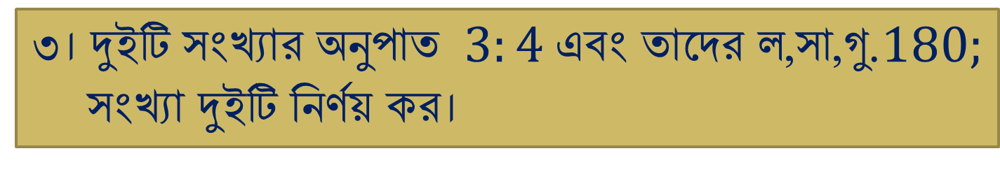 ৩। দুইটি সংখ্যার অনুপাত 3: 4 এবং তাদের ল,সা,গু.180;
সংখ্যা দুইটি নির্ণয় কর।